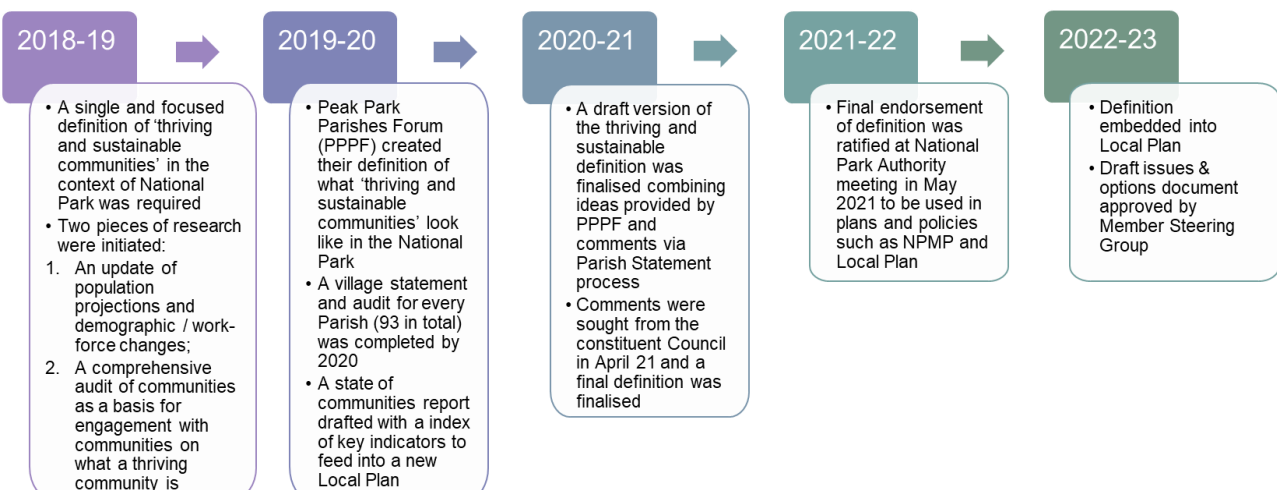 2018-19
• A single and focused
definition of ‘thriving
and sustainable
communities’ in the
context of National
Park was required
• Two pieces of research
were initiated:
1. An update of
population
projections and
demographic / work-
force changes;
2. A comprehensive
audit of communities
as a basis for
engagement with
communities on
what a thriving
community is
2019-20
• Peak Park
Parishes Forum
(PPPF) created
their definition of
what ‘thriving and
sustainable
communities’ look
like in the National
Park
• A village statement
and audit for every
Parish (93 in total)
was completed by
2020
• A state of
communities report
drafted with a index
of key indicators to
feed into a new
Local Plan
2020-21
• A draft version of
the thriving and
sustainable
definition was
finalised combining
ideas provided by
PPPF and
comments via
Parish Statement
process
• Comments were
sought from the
constituent Council
in April 21 and a
final definition was
finalised
2021-22
• Final endorsement
of definition was
ratified at National
Park Authority
meeting in May
2021 to be used in
plans and policies
such as NPMP and
Local Plan
2022-23
• Definition
embedded into
Local Plan
• Draft issues &
options document
approved by
Member Steering
Group